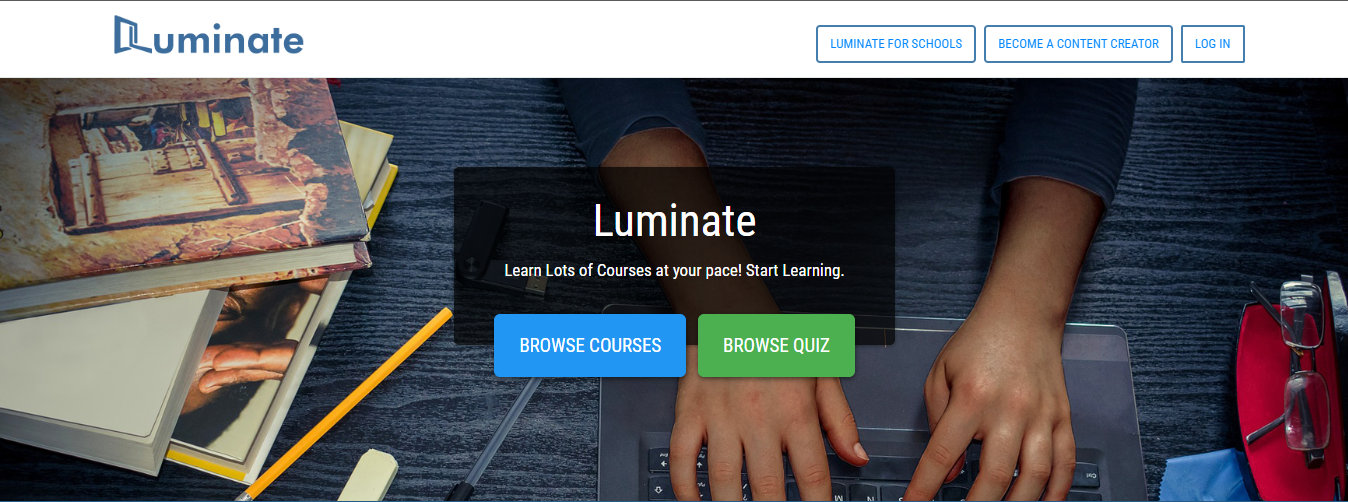 Luminate
LUMINATE FOR SCHOOLS
BECOME A CONTENT CREATOR
LOG IN
Luminate
Learn Lots of Courses at your pace! Start Learning.
BROWSE COURSES
BROWSE QUIZ
Ctrl
M
N